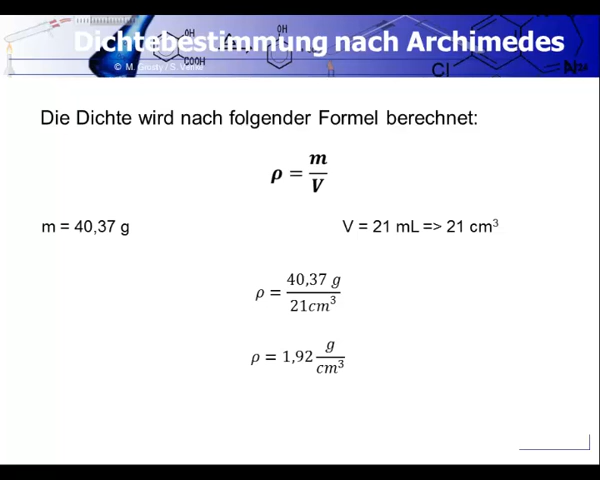 Dichtebestimmung nach Archimedes
OH
OH
COOH
Cl
Die Dichte wird nach folgender Formel berechnet:
ρ = m/V
m = 40,37 g
V = 21 mL => 21 cm³
ρ = 40,37 g / 21cm³
ρ = 1,92 g/cm³